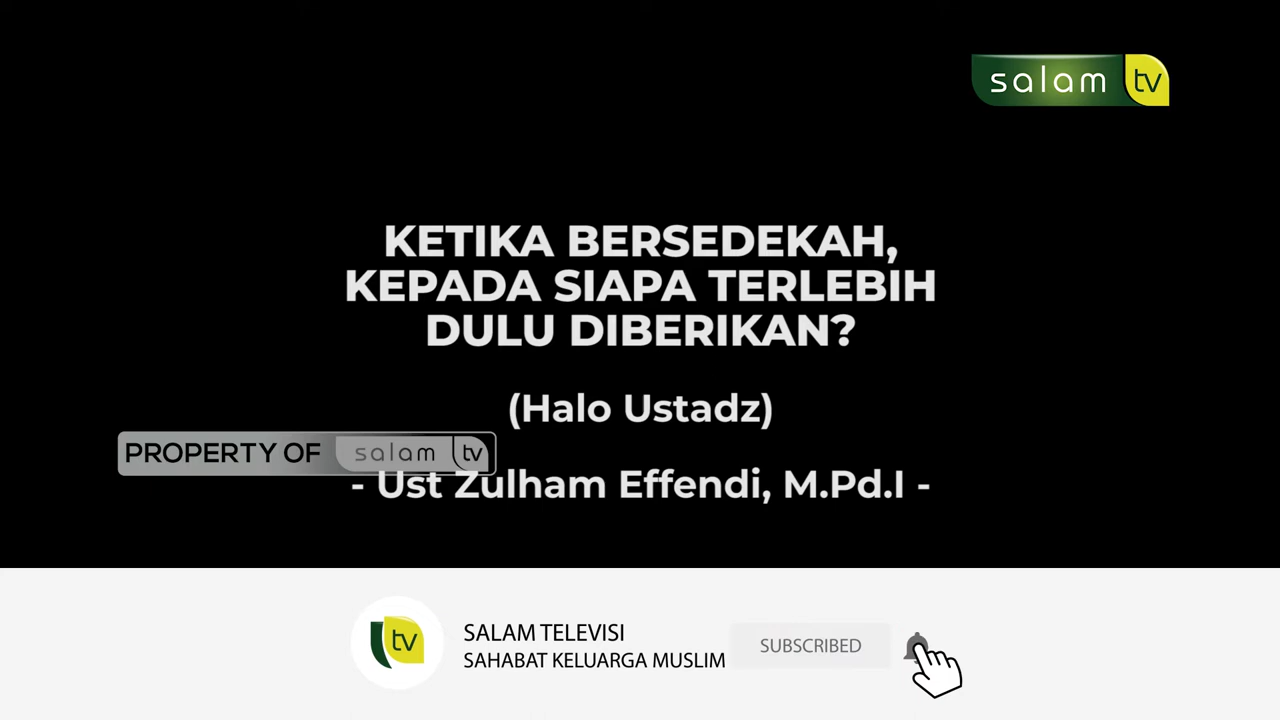 salam tv
KETIKA BERSEDEKAH,
KEPADA SIAPA TERLEBIH
DULU DIBERIKAN?
(Halo Ustadz)
PROPERTY OF salam tv
- Ust Zulham Effendi, M.Pd.I -
tv
SALAM TELEVISI
SAHABAT KELUARGA MUSLIM
SUBSCRIBED